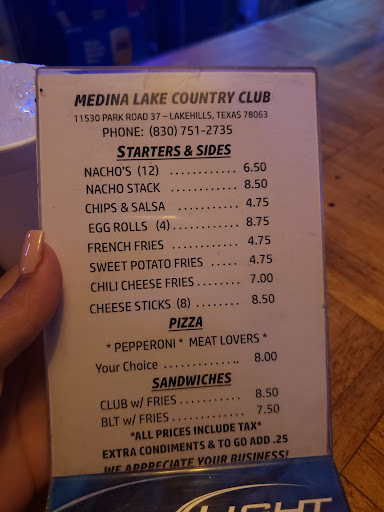 MEDINA LAKE COUNTRY CLUB
11530 PARK ROAD 37 – LAKEHILLS, TEXAS 78063
PHONE: (830) 751-2735
STARTERS & SIDES
NACHO'S (12) ............ 6.50
NACHO STACK ............ 8.50
CHIPS & SALSA ............ 4.75
EGG ROLLS (4) ............ 8.75
FRENCH FRIES ............ 4.75
SWEET POTATO FRIES ..... 4.75
CHILI CHEESE FRIES ........ 7.00
CHEESE STICKS (8) ........ 8.50
PIZZA
* PEPPERONI * MEAT LOVERS *
Your Choice .............. 8.00
SANDWICHES
CLUB w/ FRIES ............ 8.50
BLT w/ FRIES ............ 7.50
*ALL PRICES INCLUDE TAX*
EXTRA CONDIMENTS & TO GO ADD .25
WE APPRECIATE YOUR BUSINESS!
LIGHT